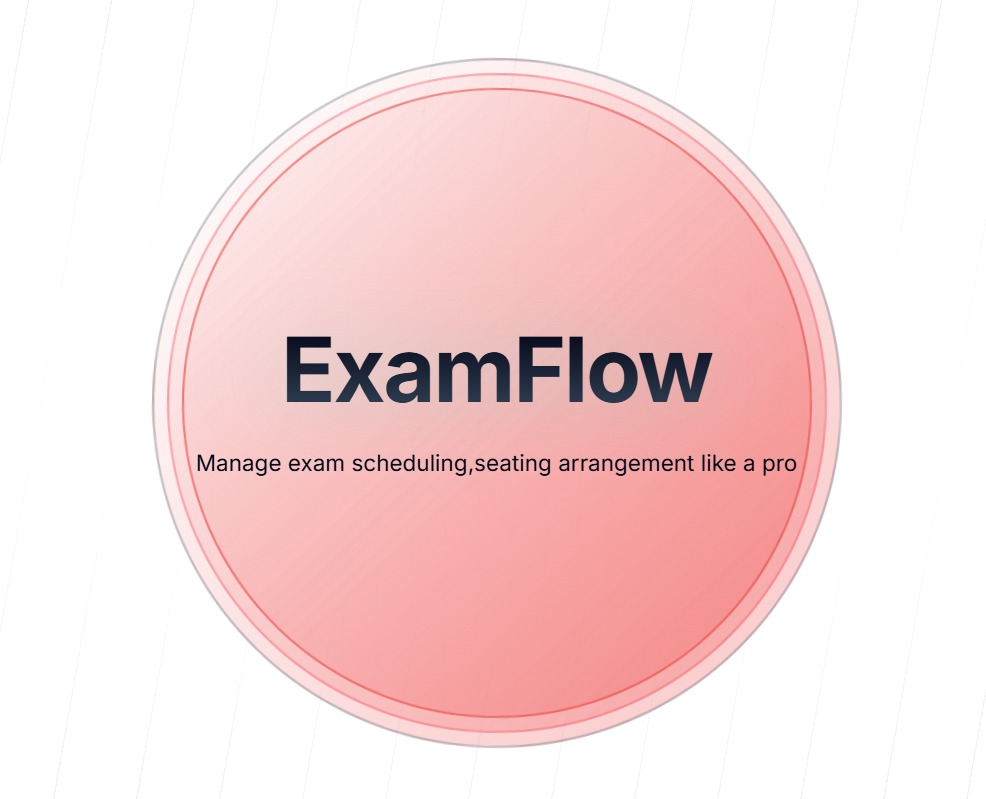 ExamFlow
Manage exam scheduling,seating arrangement like a pro